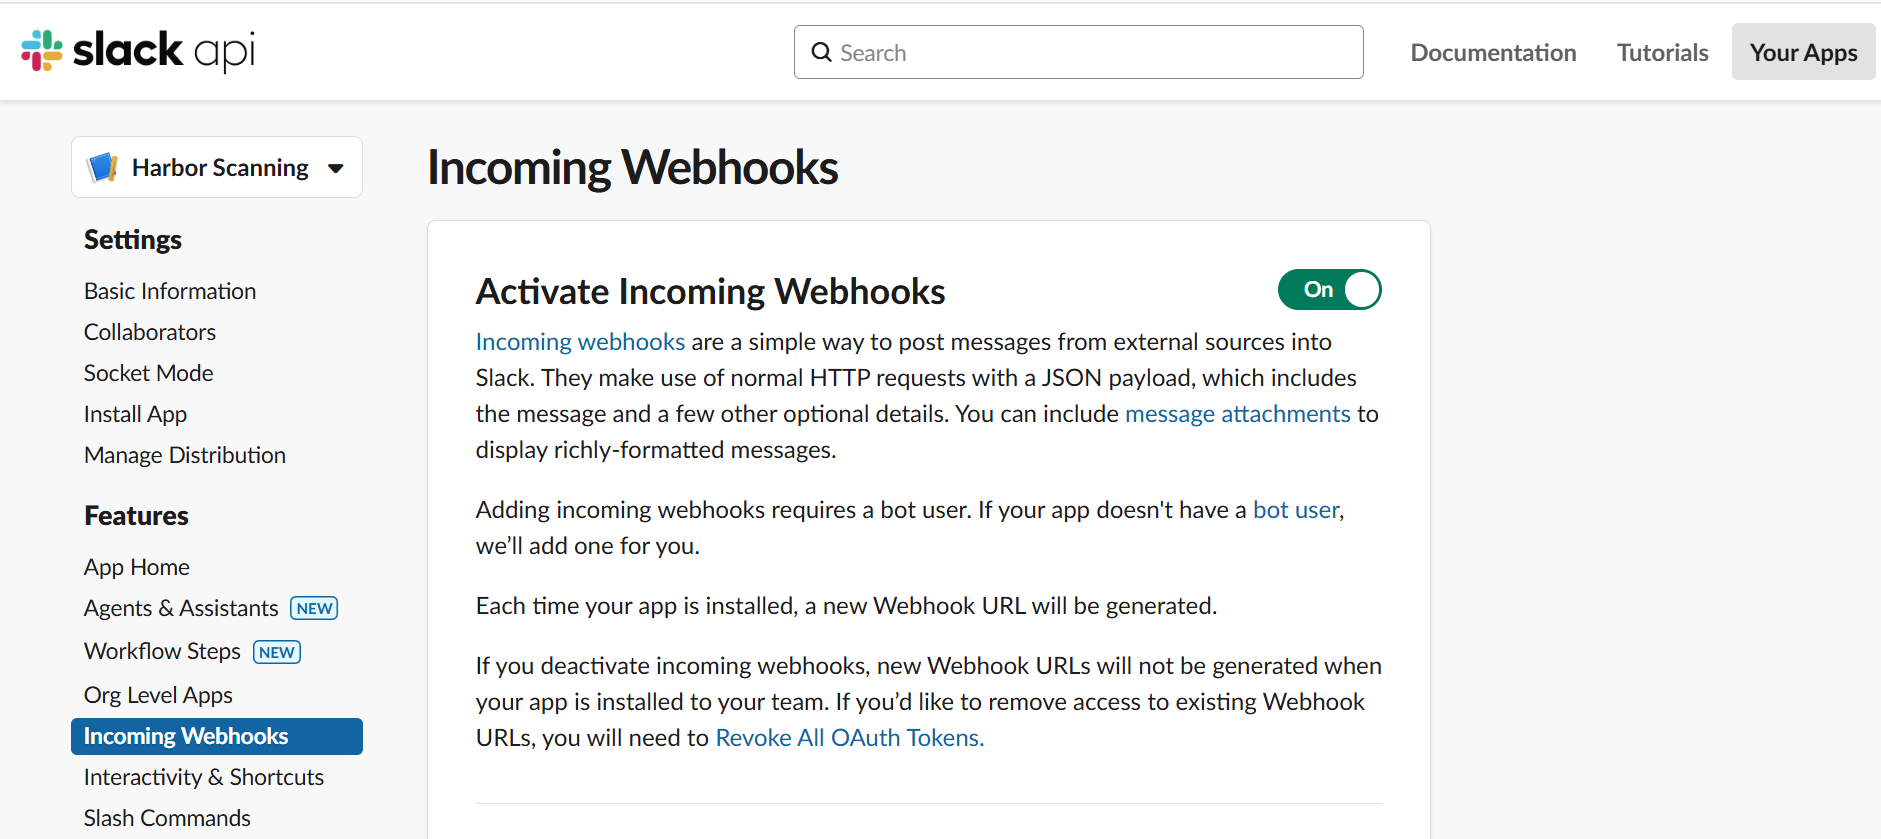 slack api
Search
Documentation
Tutorials
Your Apps
Harbor Scanning
Settings
Basic Information
Collaborators
Socket Mode
Install App
Manage Distribution
Features
App Home
Agents & Assistants NEW
Workflow Steps NEW
Org Level Apps
Incoming Webhooks
Interactivity & Shortcuts
Slash Commands
Incoming Webhooks
Activate Incoming Webhooks
On
Incoming webhooks are a simple way to post messages from external sources into
Slack. They make use of normal HTTP requests with a JSON payload, which includes
the message and a few other optional details. You can include message attachments to
display richly-formatted messages.
Adding incoming webhooks requires a bot user. If your app doesn't have a bot user,
we’ll add one for you.
Each time your app is installed, a new Webhook URL will be generated.
If you deactivate incoming webhooks, new Webhook URLs will not be generated when
your app is installed to your team. If you’d like to remove access to existing Webhook
URLs, you will need to Revoke All OAuth Tokens.